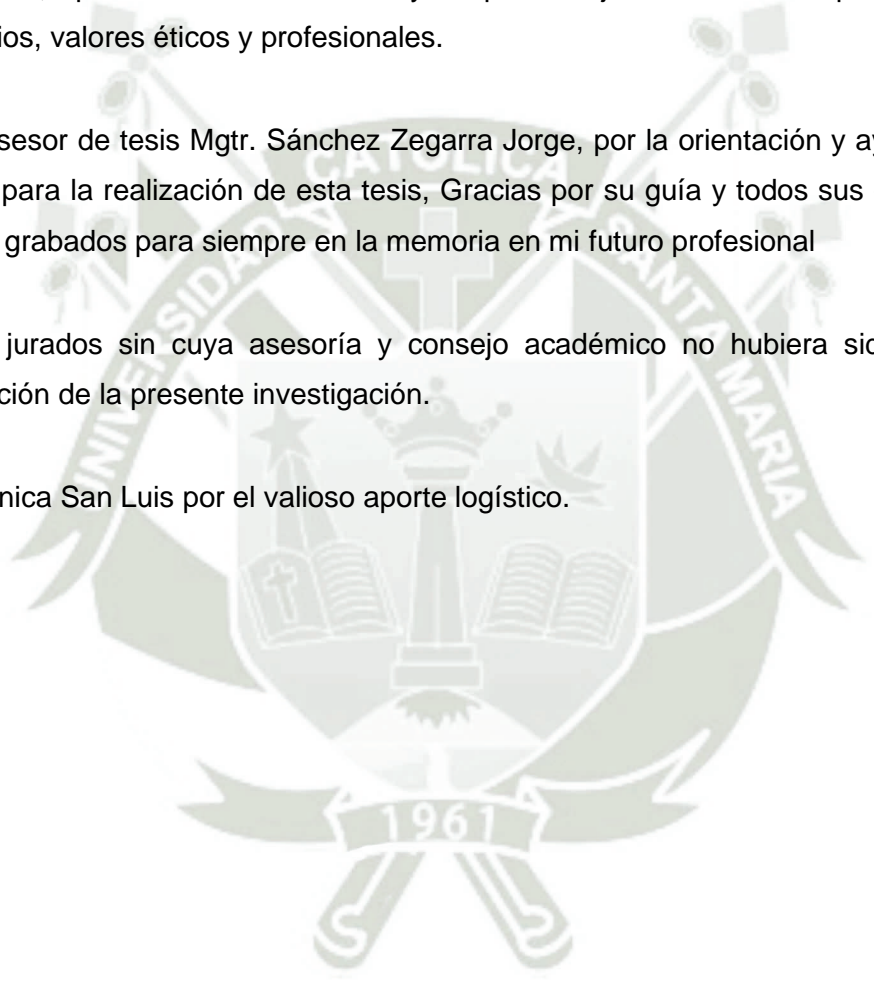 ios, valores éticos y profesionales.
sesor de tesis Mgtr. Sánchez Zegarra Jorge, por la orientación y ay
para la realización de esta tesis, Gracias por su guía y todos sus
grabados para siempre en la memoria en mi futuro profesional
jurados sin cuya asesoría y consejo académico no hubiera sid
ción de la presente investigación.
nica San Luis por el valioso aporte logístico.
UNIVERSIDAD CATOLICA SANTA MARIA
1961